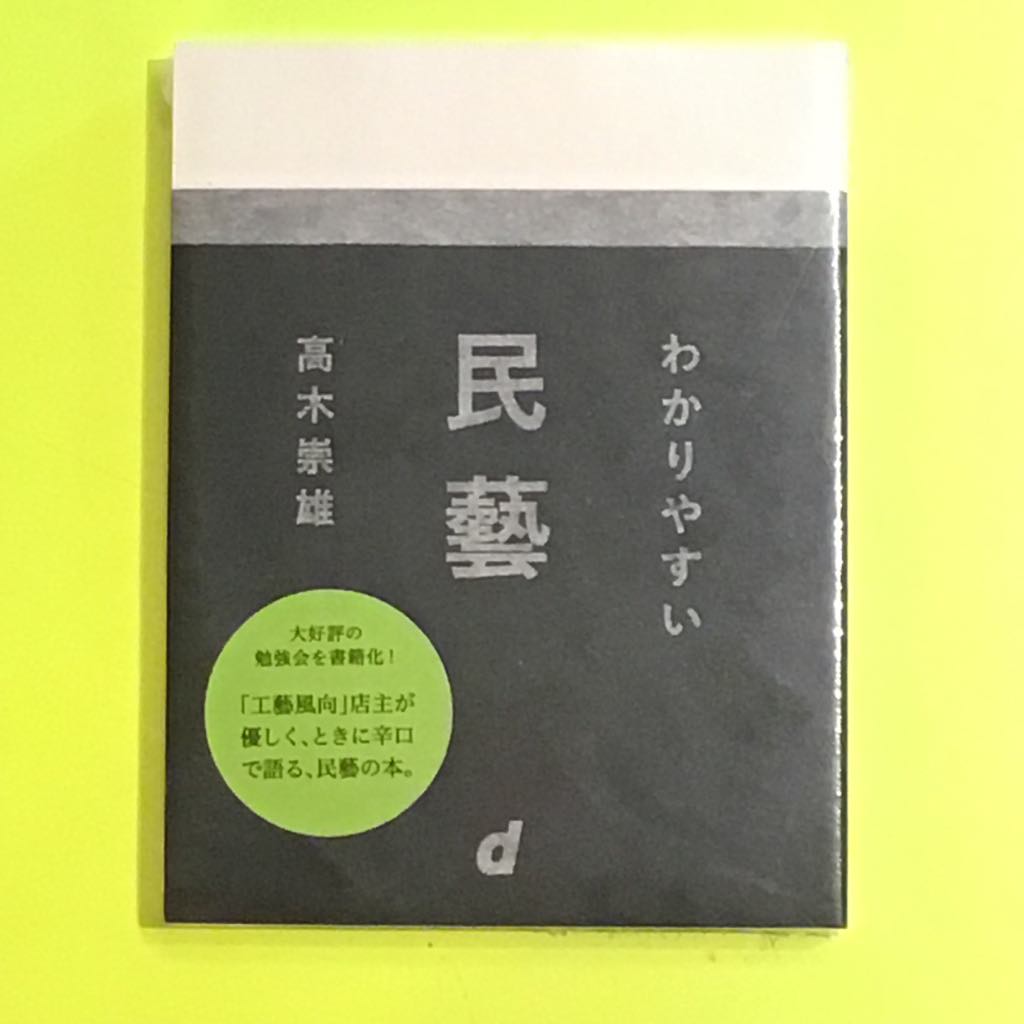 わかりやすい
民藝
高木崇雄
大好評の
勉強会を書籍化！
「工藝風向」店主が
優しく、ときに辛口
で語る、民藝の本。
d